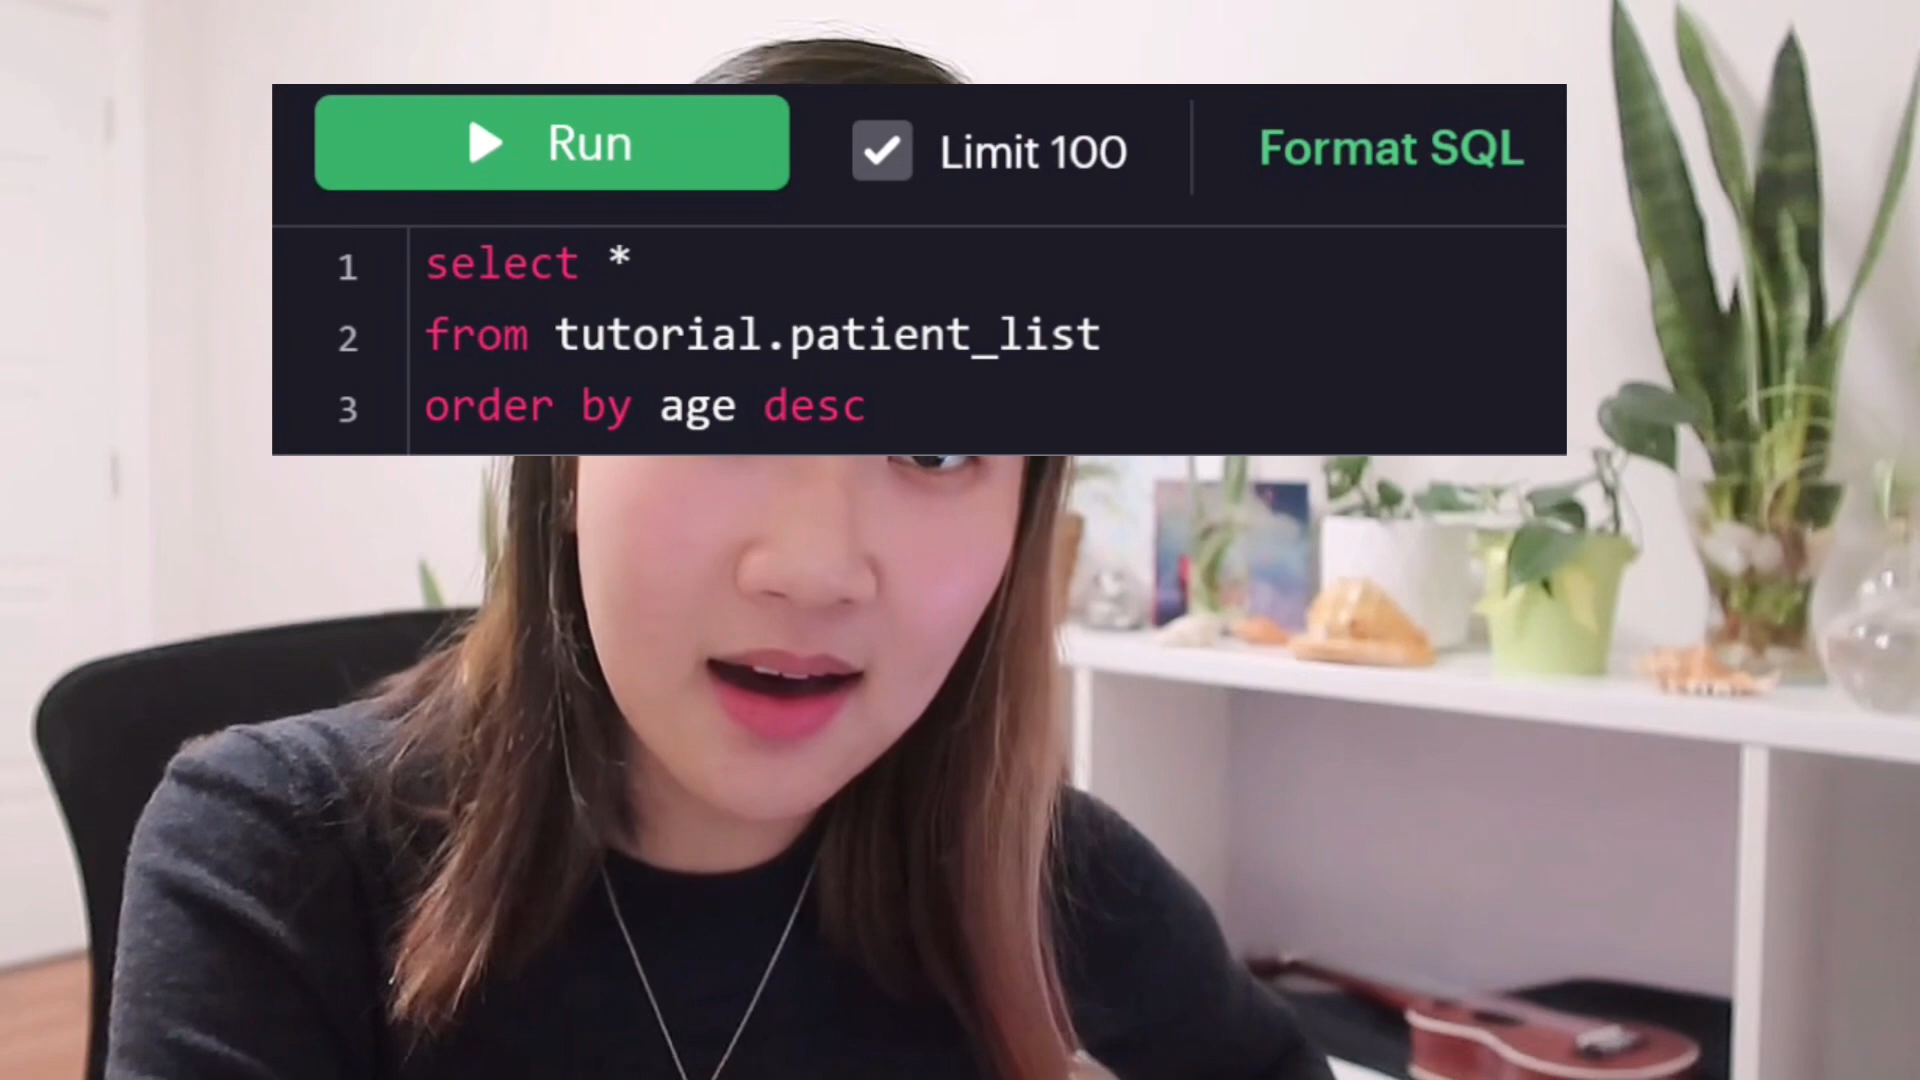 Run
Limit 100
Format SQL
1 select *
2 from tutorial.patient_list
3 order by age desc